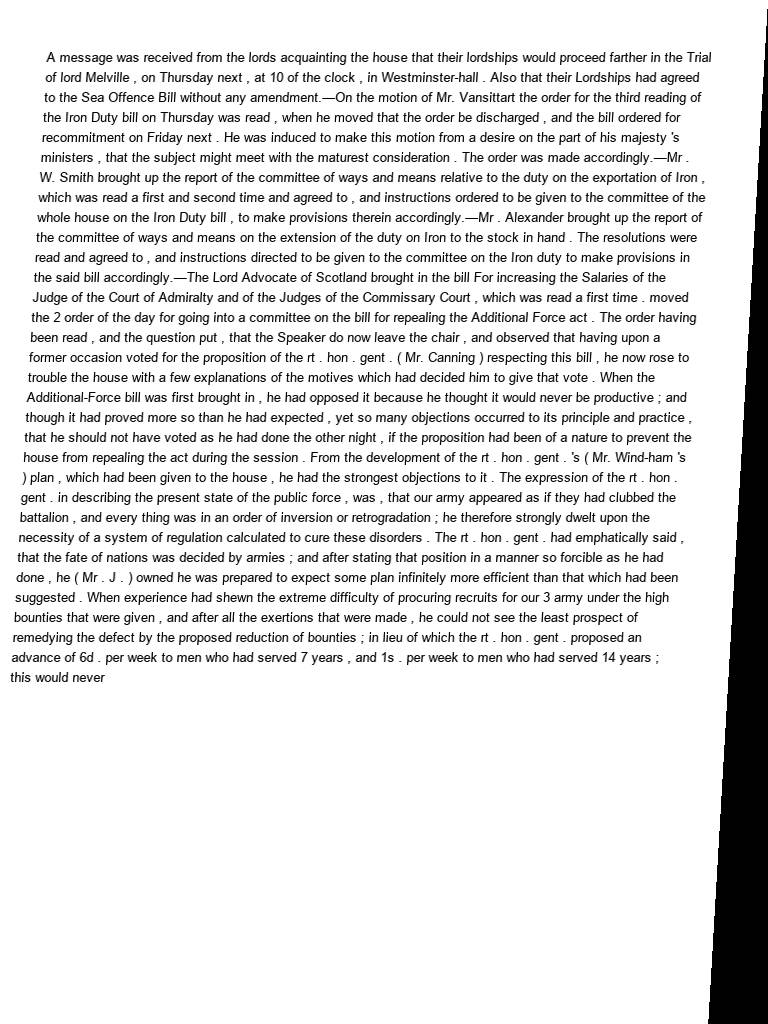 A message was received from the lords acquainting the house that their lordships would proceed farther in the Trial
of lord Melville , on Thursday next , at 10 of the clock , in Westminster-hall . Also that their Lordships had agreed
to the Sea Offence Bill without any amendment.—On the motion of Mr. Vansittart the order for the third reading of
the Iron Duty bill on Thursday was read , when he moved that the order be discharged , and the bill ordered for
recommitment on Friday next . He was induced to make this motion from a desire on the part of his majesty 's
ministers , that the subject might meet with the maturest consideration . The order was made accordingly.—Mr .
W. Smith brought up the report of the committee of ways and means relative to the duty on the exportation of Iron ,
which was read a first and second time and agreed to , and instructions ordered to be given to the committee of the
whole house on the Iron Duty bill , to make provisions therein accordingly.—Mr . Alexander brought up the report of
the committee of ways and means on the extension of the duty on Iron to the stock in hand . The resolutions were
read and agreed to , and instructions directed to be given to the committee on the Iron duty to make provisions in
the said bill accordingly.—The Lord Advocate of Scotland brought in the bill For increasing the Salaries of the
Judge of the Court of Admiralty and of the Judges of the Commissary Court , which was read a first time . moved
the 2 order of the day for going into a committee on the bill for repealing the Additional Force act . The order having
been read , and the question put , that the Speaker do now leave the chair , and observed that having upon a
former occasion voted for the proposition of the rt . hon . gent . ( Mr. Canning ) respecting this bill , he now rose to
trouble the house with a few explanations of the motives which had decided him to give that vote . When the
Additional-Force bill was first brought in , he had opposed it because he thought it would never be productive ; and
though it had proved more so than he had expected , yet so many objections occurred to its principle and practice ,
that he should not have voted as he had done the other night , if the proposition had been of a nature to prevent the
house from repealing the act during the session . From the development of the rt . hon . gent . 's ( Mr. Wind-ham 's
) plan , which had been given to the house , he had the strongest objections to it . The expression of the rt . hon .
gent . in describing the present state of the public force , was , that our army appeared as if they had clubbed the
battalion , and every thing was in an order of inversion or retrogradation ; he therefore strongly dwelt upon the
necessity of a system of regulation calculated to cure these disorders . The rt . hon . gent . had emphatically said ,
that the fate of nations was decided by armies ; and after stating that position in a manner so forcible as he had
done , he ( Mr . J . ) owned he was prepared to expect some plan infinitely more efficient than that which had been
suggested . When experience had shewn the extreme difficulty of procuring recruits for our 3 army under the high
bounties that were given , and after all the exertions that were made , he could not see the least prospect of
remedying the defect by the proposed reduction of bounties ; in lieu of which the rt . hon . gent . proposed an
advance of 6d . per week to men who had served 7 years , and 1s . per week to men who had served 14 years ;
this would never